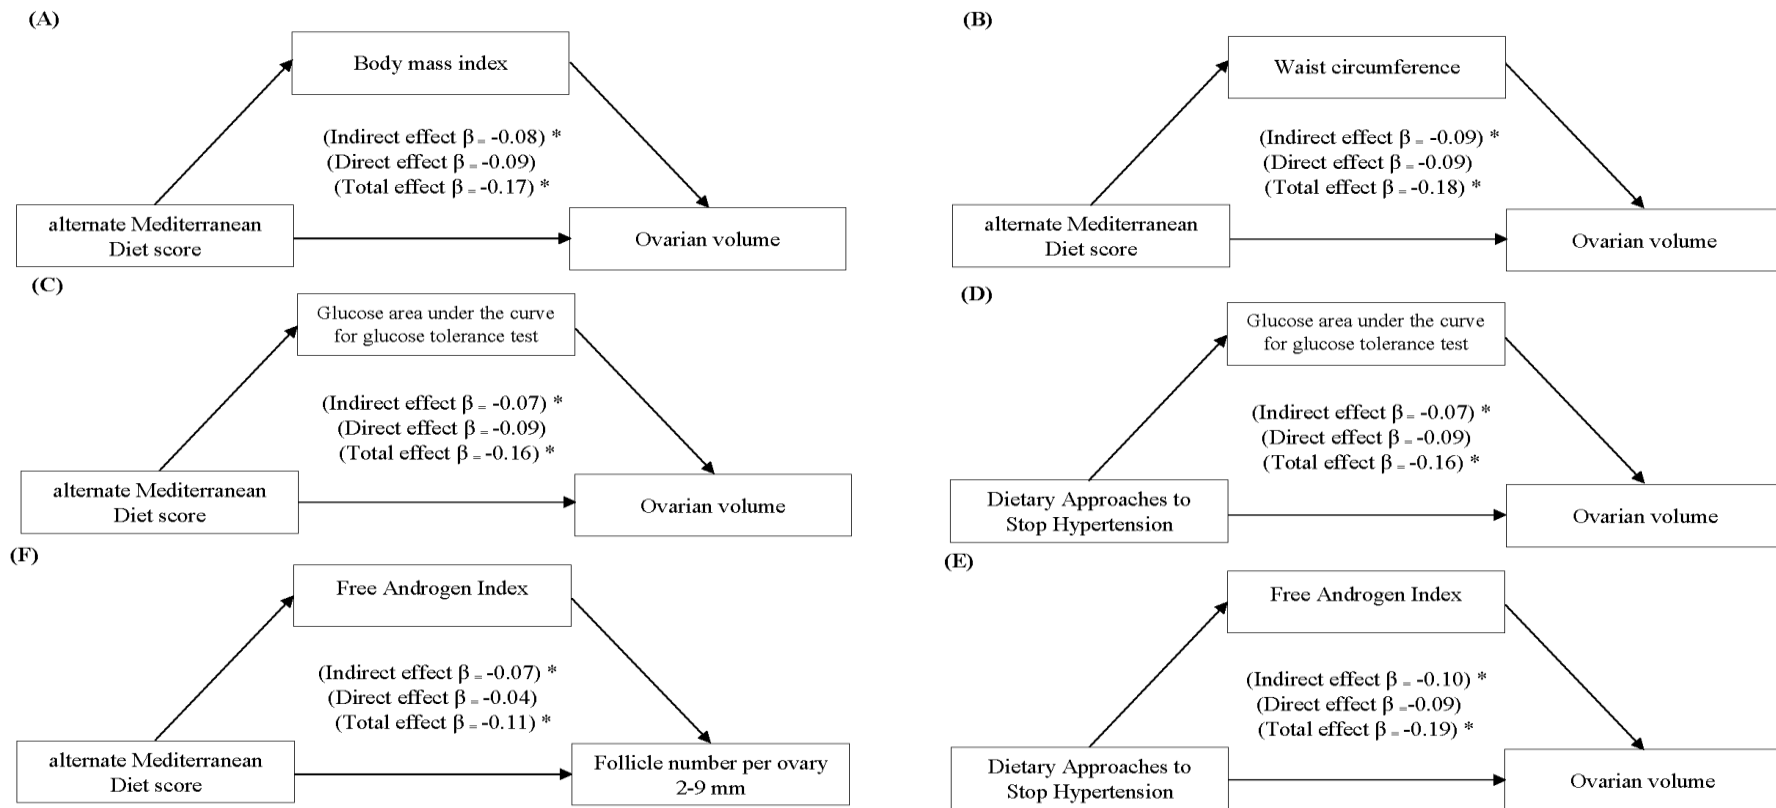 (A)
Body mass index
(Indirect effect β = -0.08) *
(Direct effect β = -0.09)
(Total effect β = -0.17) *
alternate Mediterranean
Diet score
Ovarian volume
(B)
Waist circumference
(Indirect effect β = -0.09) *
(Direct effect β = -0.09)
(Total effect β = -0.18) *
alternate Mediterranean
Diet score
Ovarian volume
(C)
Glucose area under the curve
for glucose tolerance test
(Indirect effect β = -0.07) *
(Direct effect β = -0.09)
(Total effect β = -0.16) *
alternate Mediterranean
Diet score
Ovarian volume
(D)
Glucose area under the curve
for glucose tolerance test
(Indirect effect β = -0.07) *
(Direct effect β = -0.09)
(Total effect β = -0.16) *
Dietary Approaches to
Stop Hypertension
Ovarian volume
(F)
Free Androgen Index
(Indirect effect β = -0.07) *
(Direct effect β = -0.04)
(Total effect β = -0.11) *
alternate Mediterranean
Diet score
Follicle number per ovary
2-9 mm
(E)
Free Androgen Index
(Indirect effect β = -0.10) *
(Direct effect β =-0.09)
(Total effect β = -0.19) *
Dietary Approaches to
Stop Hypertension
Ovarian volume